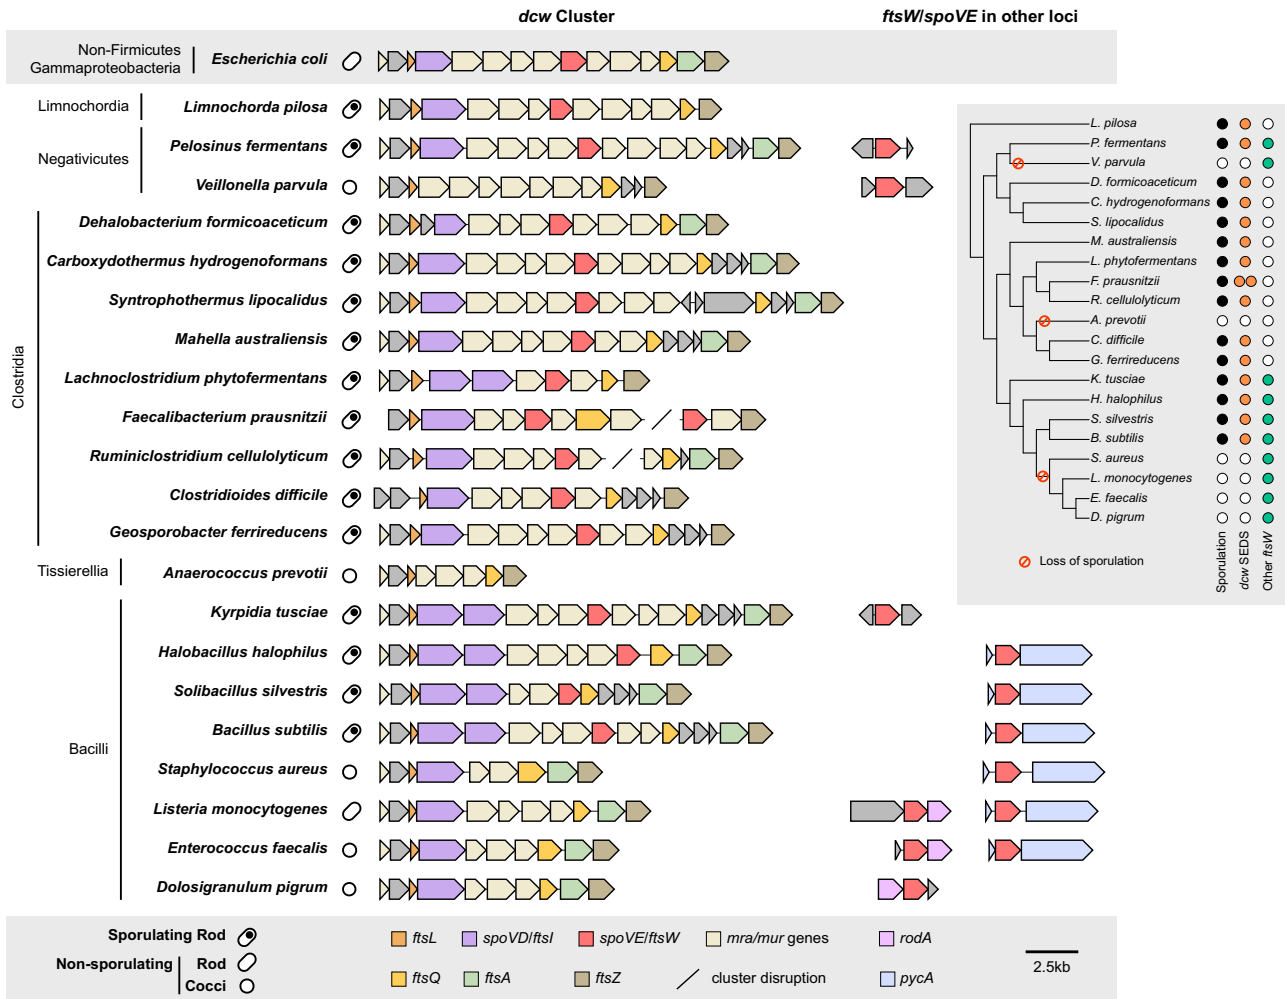 dcw Cluster
ftsW/spoVE in other loci
Non-Firmicutes
Gammaproteobacteria
Escherichia coli
Limnochordia
Limnochorda pilosa
Negativicutes
Pelosinus fermentans
Veillonella parvula
Clostridia
Dehalobacterium formicoaceticum
Carboxydothermus hydrogenoformans
Syntrophothermus lipocalidus
Mahella australiensis
Lachnoclostridium phytofermentans
Faecalibacterium prausnitzii
Ruminiclostridium cellulolyticum
Clostridioides difficile
Geosporobacter ferrireducens
Tissierellia
Anaerococcus prevotii
Bacilli
Kyrpidia tusciae
Halobacillus halophilus
Solibacillus silvestris
Bacillus subtilis
Staphylococcus aureus
Listeria monocytogenes
Enterococcus faecalis
Dolosigranulum pigrum
L. pilosa
P. fermentans
V. parvula
D. formicoaceticum
C. hydrogenoformans
S. lipocalidus
M. australiensis
L. phytofermentans
F. prausnitzii
R. cellulolyticum
A. prevotii
C. difficile
G. ferrireducens
K. tusciae
H. halophilus
S. silvestris
B. subtilis
S. aureus
L. monocytogenes
E. faecalis
D. pigrum
Loss of sporulation
Sporulation
dcw SEDS
Other ftsW
Sporulating Rod
Non-sporulating
Rod
Cocci
ftsL
spoVD/ftsI
spoVE/ftsW
mra/mur genes
rodA
ftsQ
ftsA
ftsZ
cluster disruption
pycA
2.5kb